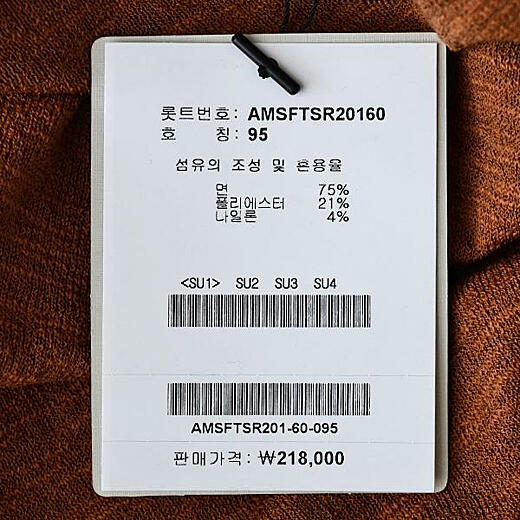 롯트번호: AMSFTSR20160
호 칭: 95
섬유의 조성 및 혼용율
면 75%
폴리에스터 21%
나일론 4%
<SU1> SU2 SU3 SU4
AMSFTSR201-60-095
판매가격: ₩218,000